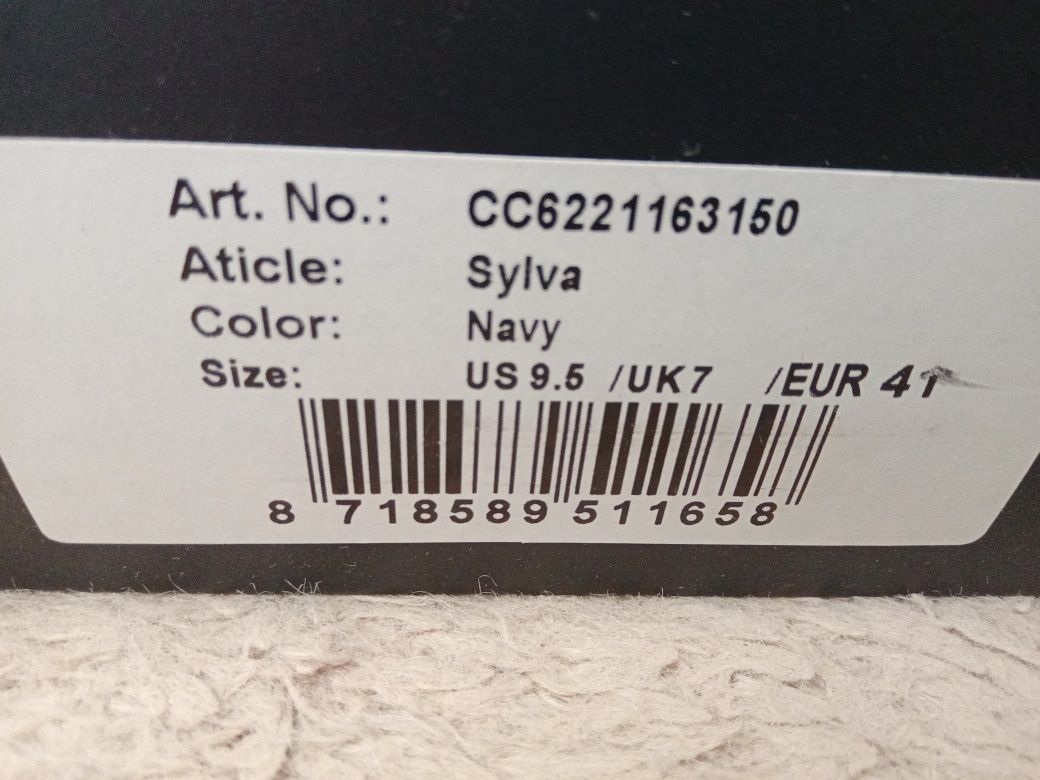 Art. No.: CC6221163150
Aticle: Sylva
Color: Navy
Size: US 9.5 /UK7 /EUR 41
8 718589 511658